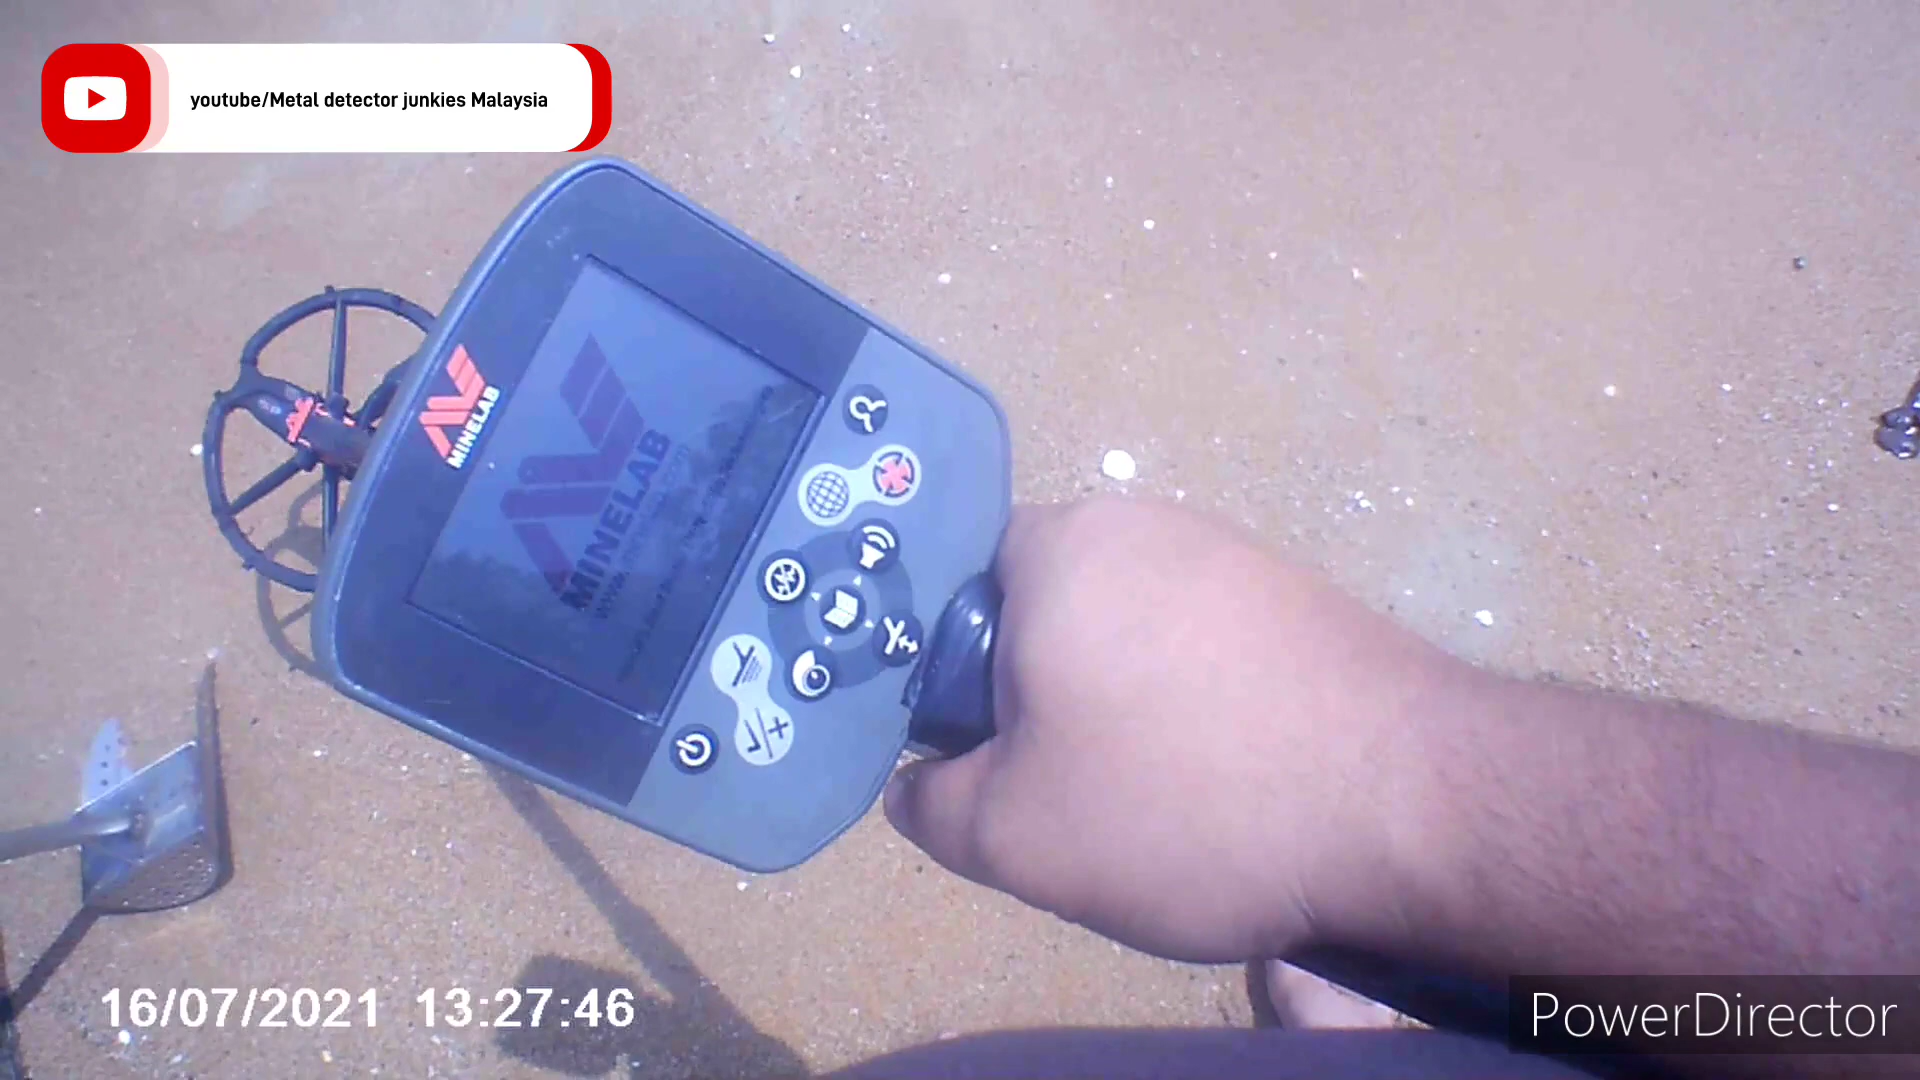 youtube/Metal detector junkies Malaysia
MINELAB
MINELAB
16/07/2021 13:27:46
PowerDirector